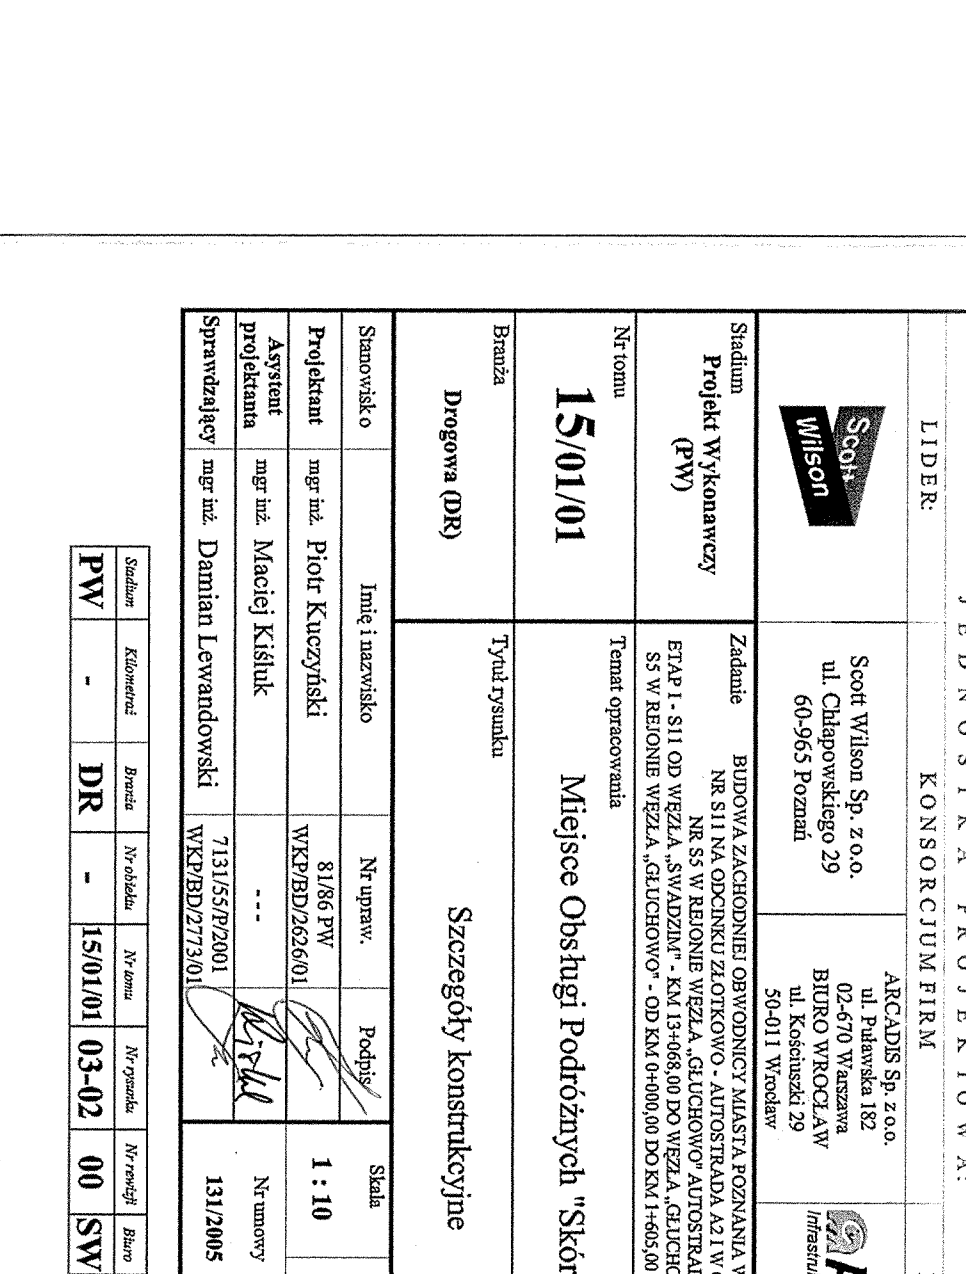 JEDNOSTKA PROJEKTOWA:
LIDER:
KONSORCJUM FIRM
Scott
Wilson
Scott Wilson Sp. z o.o.
ul. Chłapowskiego 29
60-965 Poznań
ARCADIS Sp. z o.o.
ul. Puławska 182
02-670 Warszawa
BIURO WROCŁAW
ul. Kościuszki 29
50-011 Wrocław
Stadium
Projekt Wykonawczy
(PW)
Zadanie
BUDOWA ZACHODNIEJ OBWODNICY MIASTA POZNANIA W
NR S11 NA ODCINKU ZŁOTKOWO - AUTOSTRADA A2 I W
NR S5 W REJONIE WĘZŁA „GŁUCHOWO" AUTOSTRAD
ETAP I - S11 OD WĘZŁA „SWADZIM" - KM 13+068,00 DO WĘZŁA „GŁUCHO
S5 W REJONIE WĘZŁA „GŁUCHOWO" - OD KM 0+000,00 DO KM 1+605,00
Nr tomu
15/01/01
Temat opracowania
Miejsce Obsługi Podróżnych "Skór
Branża
Drogowa (DR)
Tytuł rysunku
Szczegóły konstrukcyjne
Stanowisko Imię i nazwisko Nr upraw. Podpis Skala
Projektant mgr inż. Piotr Kuczyński 81/86 PW
WKP/BD/2626/01
1 : 10
Asystent
projektanta mgr inż. Maciej Kiśluk --- Kiśluk Nr umowy
Sprawdzający mgr inż. Damian Lewandowski 7131/55/P/2001
WKP/BD/2773/01
131/2005
Stadium Kilometraż Branża Nr obiektu Nr tomu Nr rysunku Nr rewizji Biuro
PW - DR - 15/01/01 03-02 00 SW